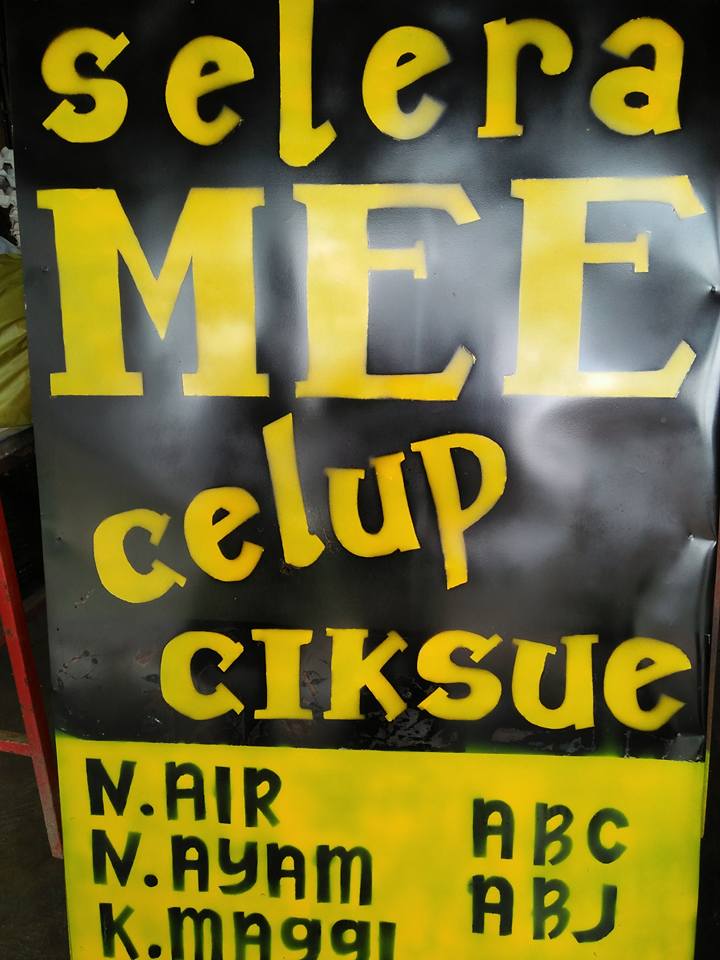 selera
MEE
celup
CIKSUE
N.AIR
N.AYAM
K.MAGGI
ABC
ABJ